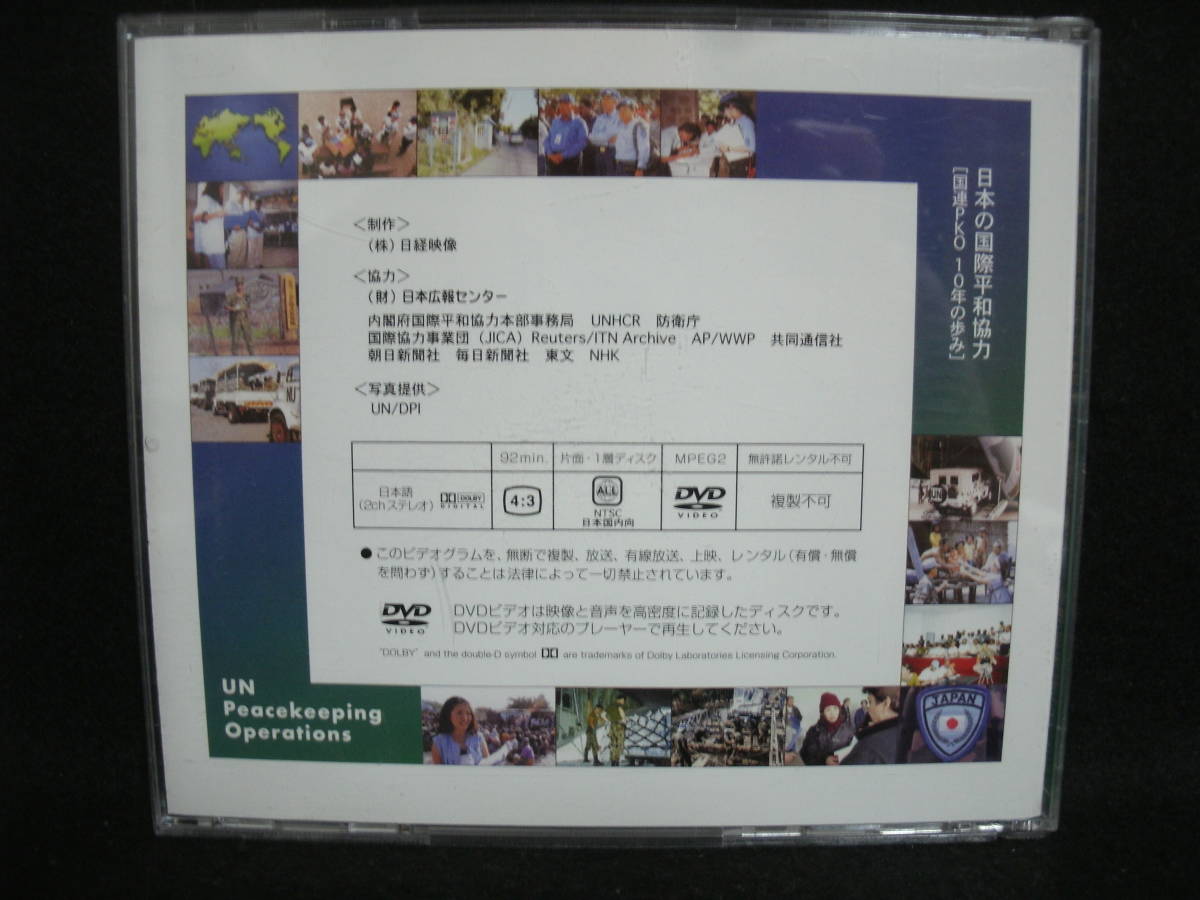 日本の国際平和協力
［国連PKO 10年の歩み］
＜制作＞
（株）日経映像
＜協力＞
（財）日本広報センター
内閣府国際平和協力本部事務局　UNHCR　防衛庁
国際協力事業団（JICA）Reuters/ITN Archive　AP/WWP　共同通信社
朝日新聞社　毎日新聞社　東文　NHK
＜写真提供＞
UN/DPI
92min.　片面・1層ディスク　MPEG2　無許諾レンタル不可
日本語
（2chステレオ）
DOLBY
DIGITAL
4:3
ALL
NTSC
日本国内向
DVD
VIDEO
複製不可
●このビデオグラムを、無断で複製、放送、有線放送、上映、レンタル（有償・無償
を問わず）することは法律によって一切禁止されています。
DVD
VIDEO
DVDビデオは映像と音声を高密度に記録したディスクです。
DVDビデオ対応のプレーヤーで再生してください。
"DOLBY" and the double-D symbol are trademarks of Dolby Laboratories Licensing Corporation.
UN
Peacekeeping
Operations
UN
JAPAN